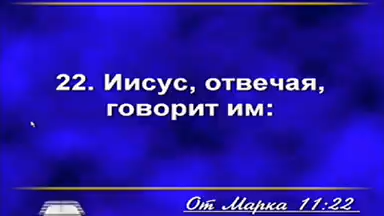 22. Иисус, отвечая,
говорит им:
От Марка 11:22